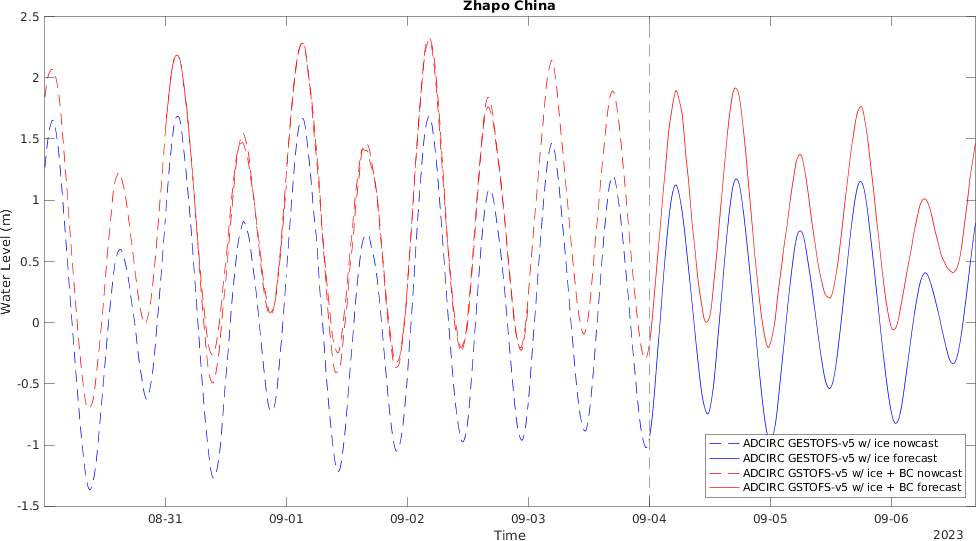 Zhapo China
2.5
2
1.5
1
0.5
0
-0.5
-1
-1.5
Water Level (m)
08-31
09-01
09-02
09-03
09-04
09-05
09-06
Time
2023
ADCIRC GESTOFS-v5 w/ ice nowcast
ADCIRC GESTOFS-v5 w/ ice forecast
ADCIRC GSTOFS-v5 w/ ice + BC nowcast
ADCIRC GSTOFS-v5 w/ ice + BC forecast